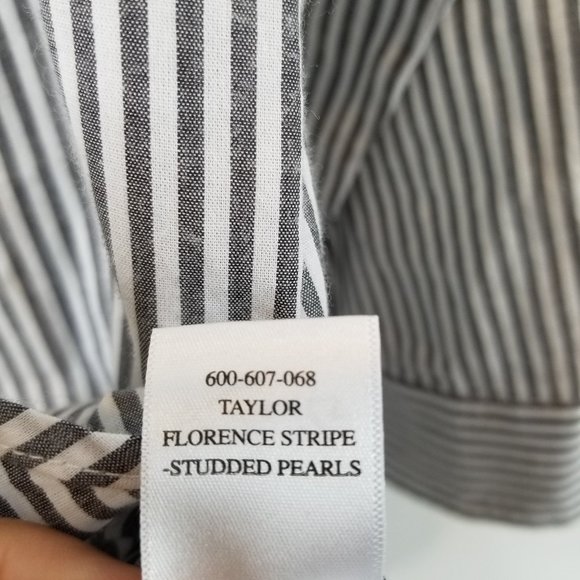 600-607-068
TAYLOR
FLORENCE STRIPE
-STUDDED PEARLS